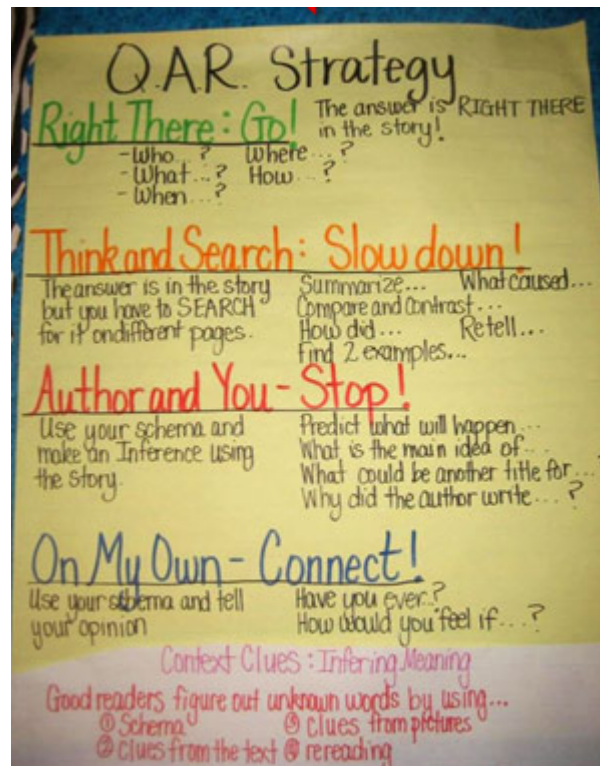 Q.A.R. Strategy
Right There: Go!
The answer is RIGHT THERE
in the story!
- Who...? Where...?
- What...? How...?
- When...?
Think and Search: Slow down!
The answer is in the story
but you have to SEARCH
for it on different pages.
Summarize... What caused...
Compare and Contrast...
How did... Retell...
Find 2 examples...
Author and You - Stop!
Use your schema and
make an Inference using
the story.
Predict what will happen...
What is the main idea of...
What could be another title for...
Why did the author write...?
On My Own - Connect!
Use your schema and tell
your opinion
Have you ever..?
How would you feel if...?
Context Clues: Infering Meaning
Good readers figure out unknown words by using...
① Schema ③ clues from pictures
② clues from the text ④ rereading